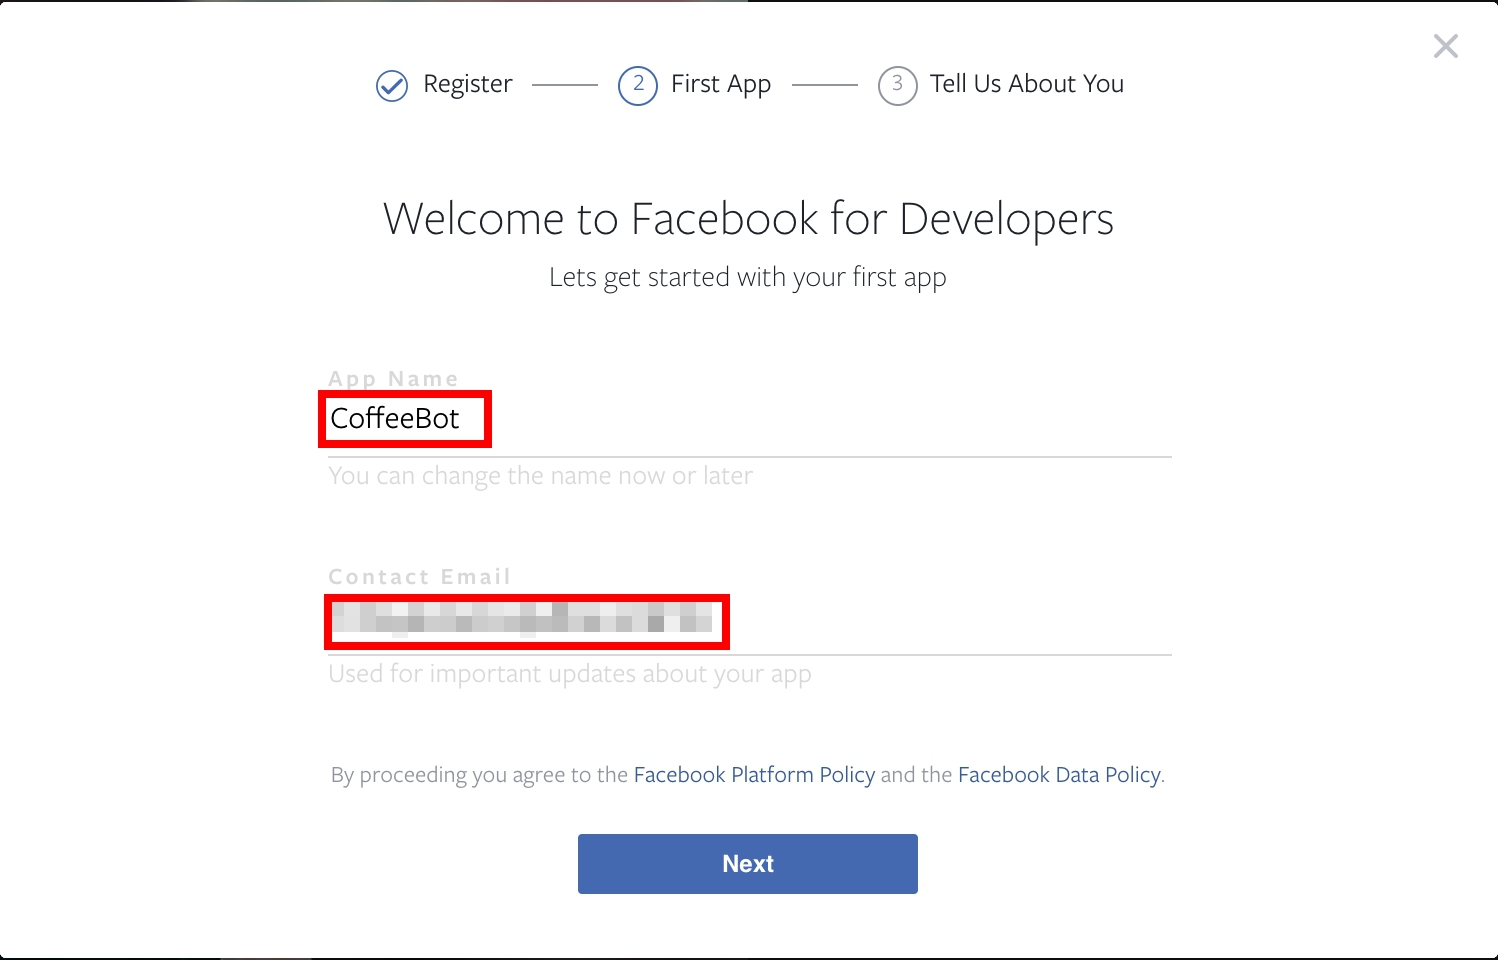 Register 2 First App 3 Tell Us About You
Welcome to Facebook for Developers
Lets get started with your first app
App Name
CoffeeBot
You can change the name now or later
Contact Email
Used for important updates about your app
By proceeding you agree to the Facebook Platform Policy and the Facebook Data Policy.
Next